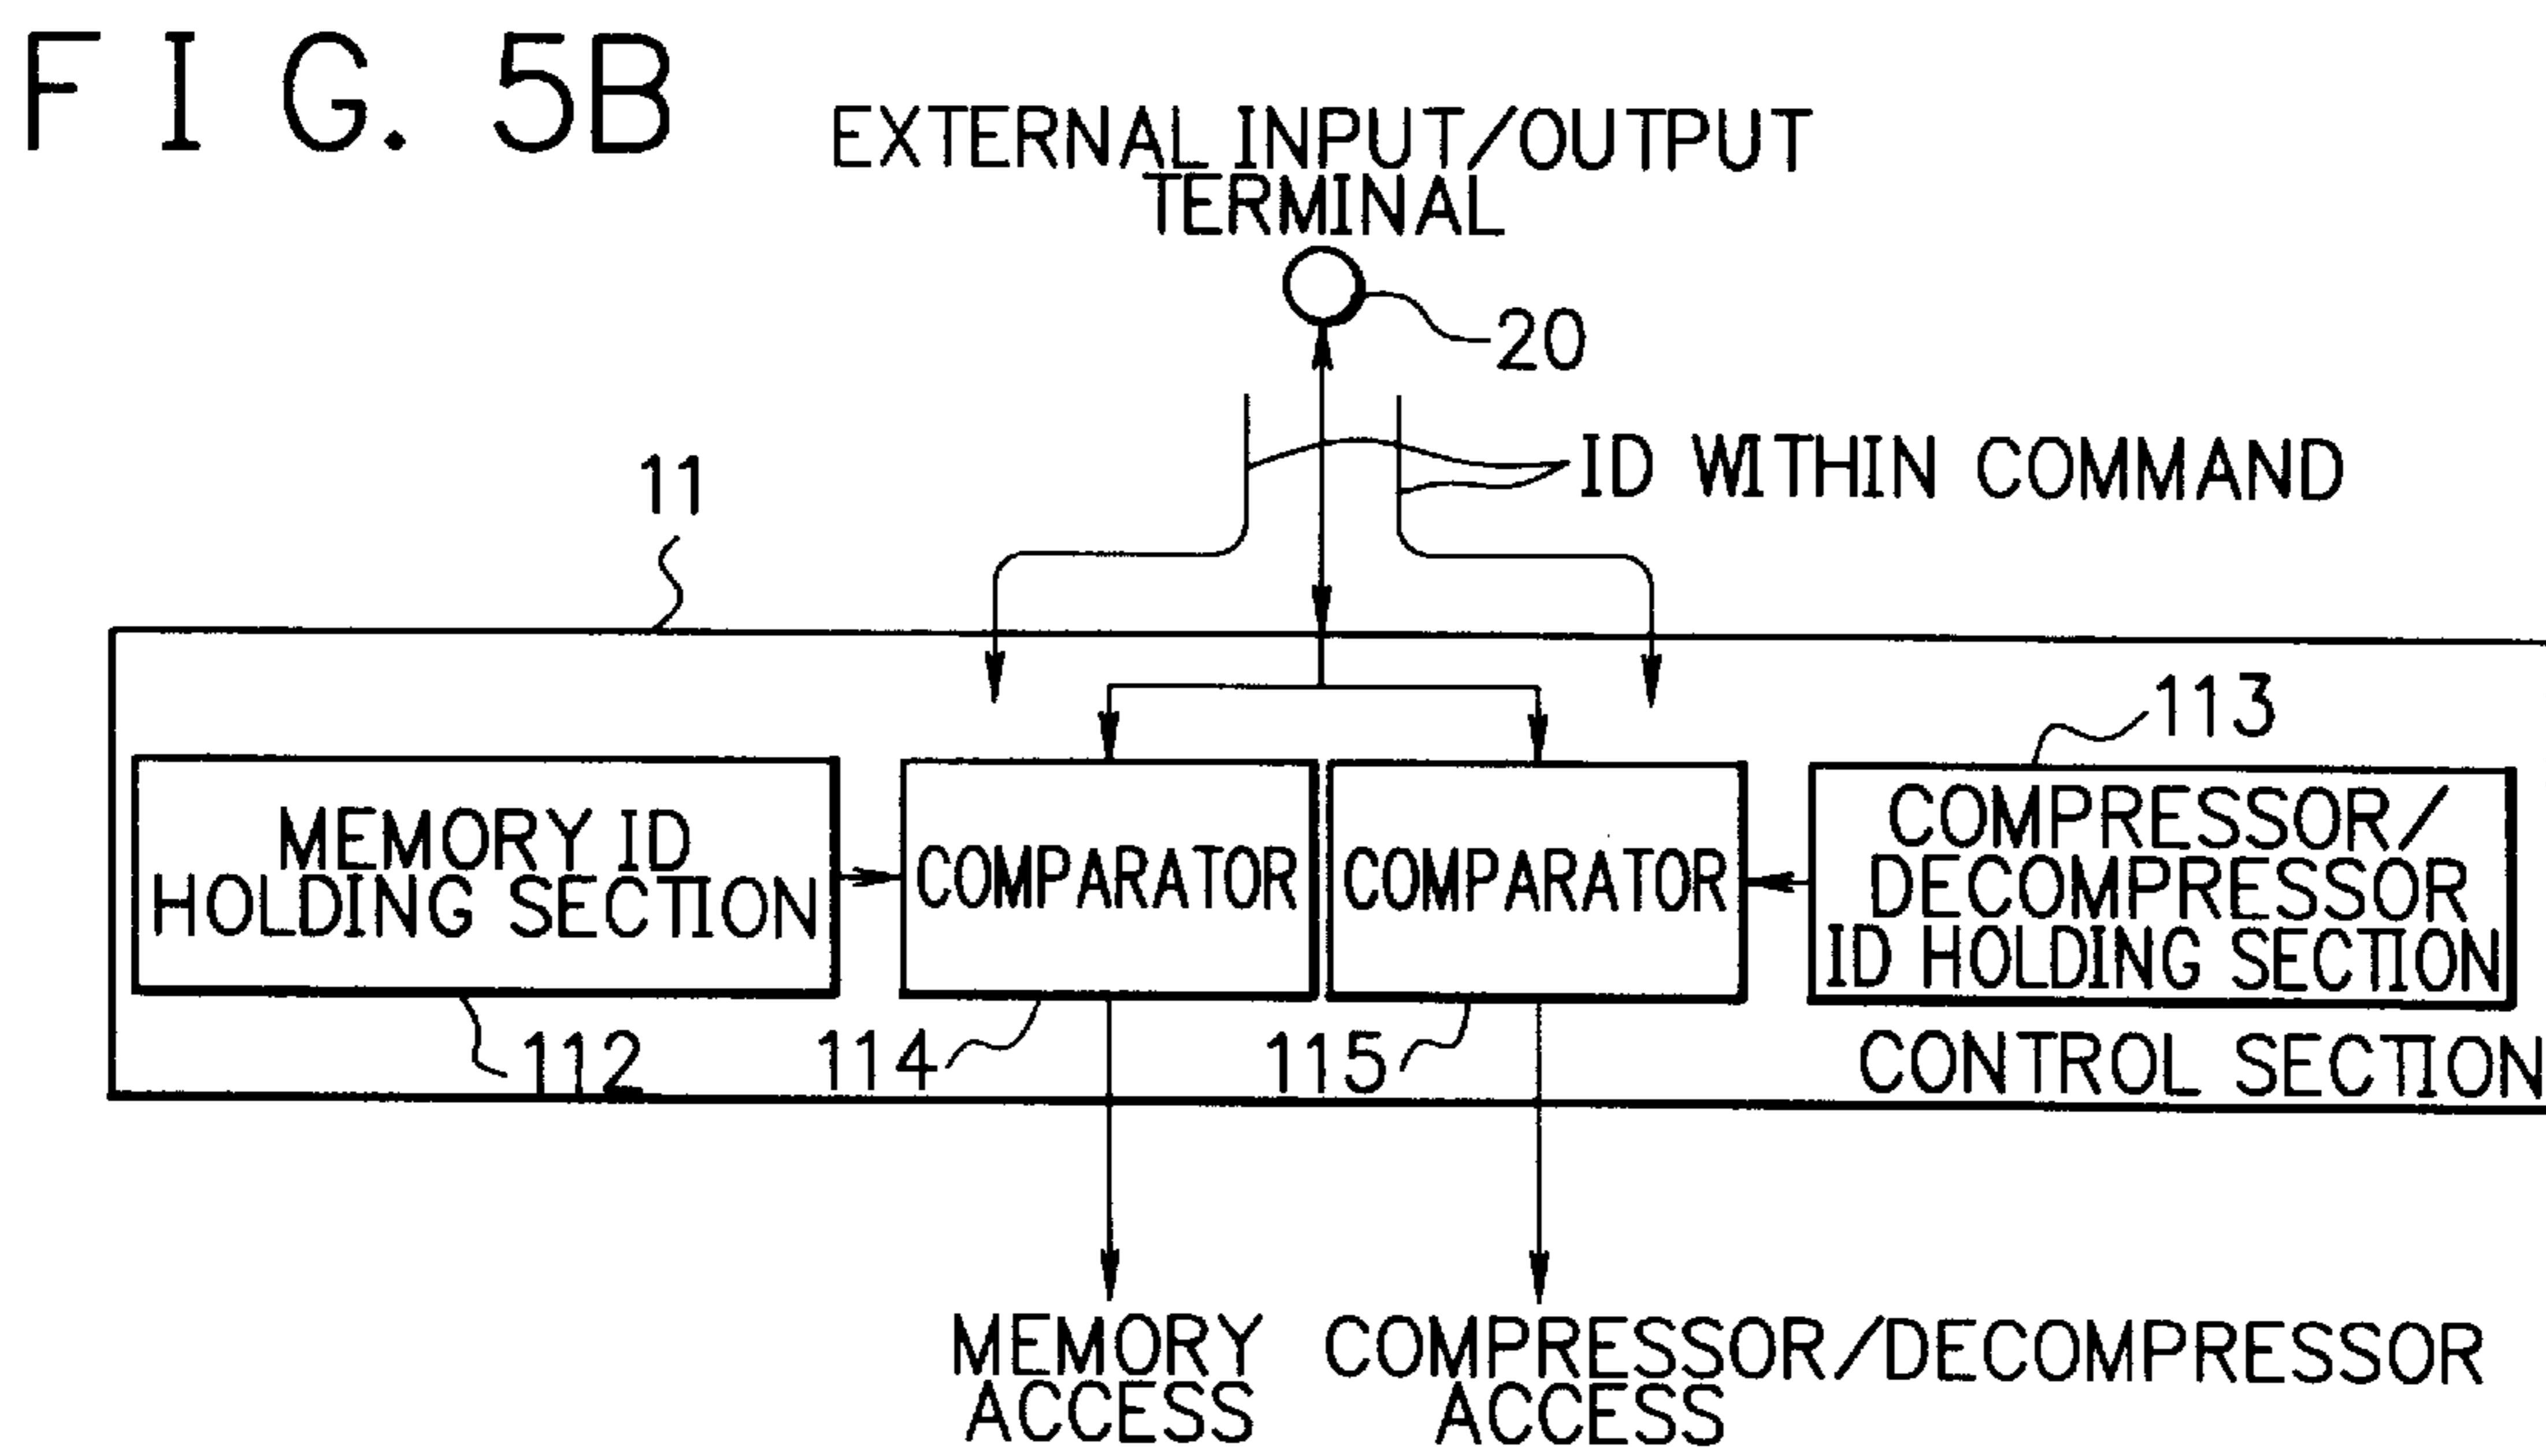 FIG. 5B
EXTERNAL INPUT/OUTPUT
TERMINAL
20
ID WITHIN COMMAND
11
113
MEMORY ID
HOLDING SECTION
COMPARATOR
COMPARATOR
COMPRESSOR/
DECOMPRESSOR
ID HOLDING SECTION
112
114
115
CONTROL SECTION
MEMORY
ACCESS
COMPRESSOR/DECOMPRESSOR
ACCESS